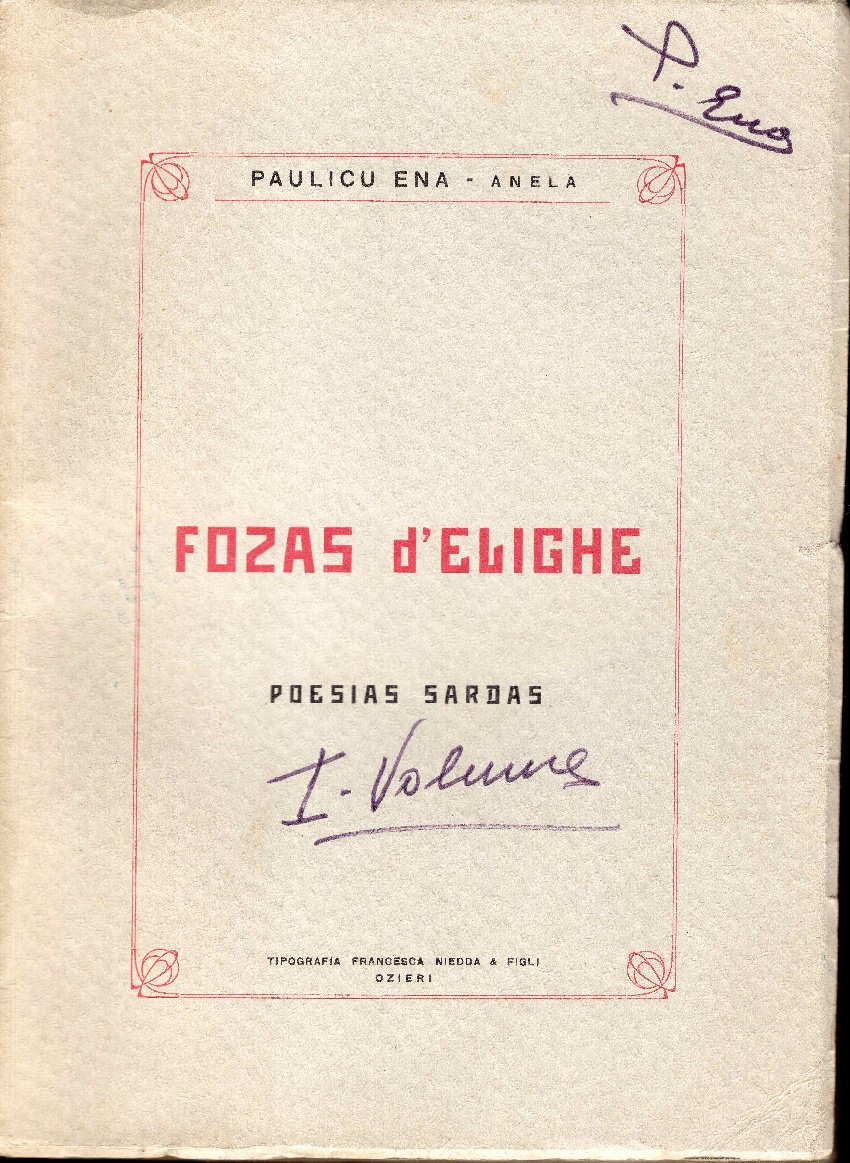 P. Ena
PAULICU ENA - ANELA
FOZAS d'ELIGHE
POESIAS SARDAS
I. Volume
TIPOGRAFIA FRANCESCA NIEDDA & FIGLI
OZIERI